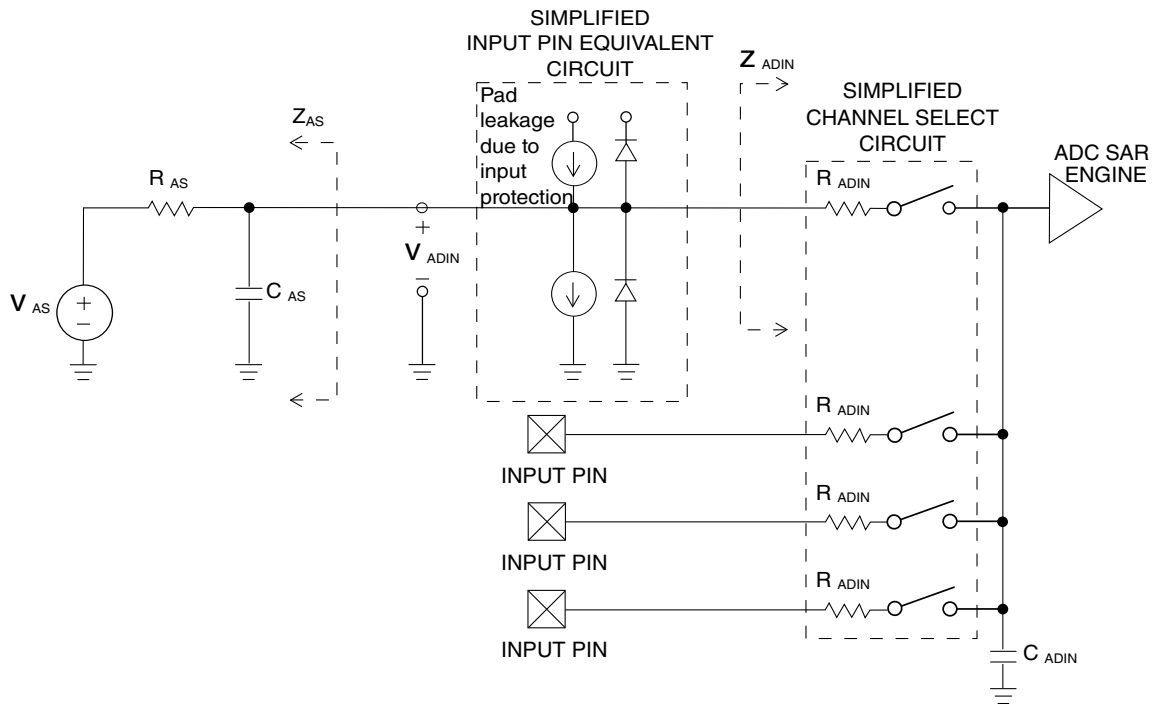 SIMPLIFIED
INPUT PIN EQUIVALENT
CIRCUIT
Pad
leakage
due to
input
protection
Z ADIN
SIMPLIFIED
CHANNEL SELECT
CIRCUIT
ADC SAR
ENGINE
Z AS
R AS
R ADIN
+
V ADIN
–
C AS
V AS
+
–
R ADIN
INPUT PIN
R ADIN
INPUT PIN
R ADIN
INPUT PIN
C ADIN